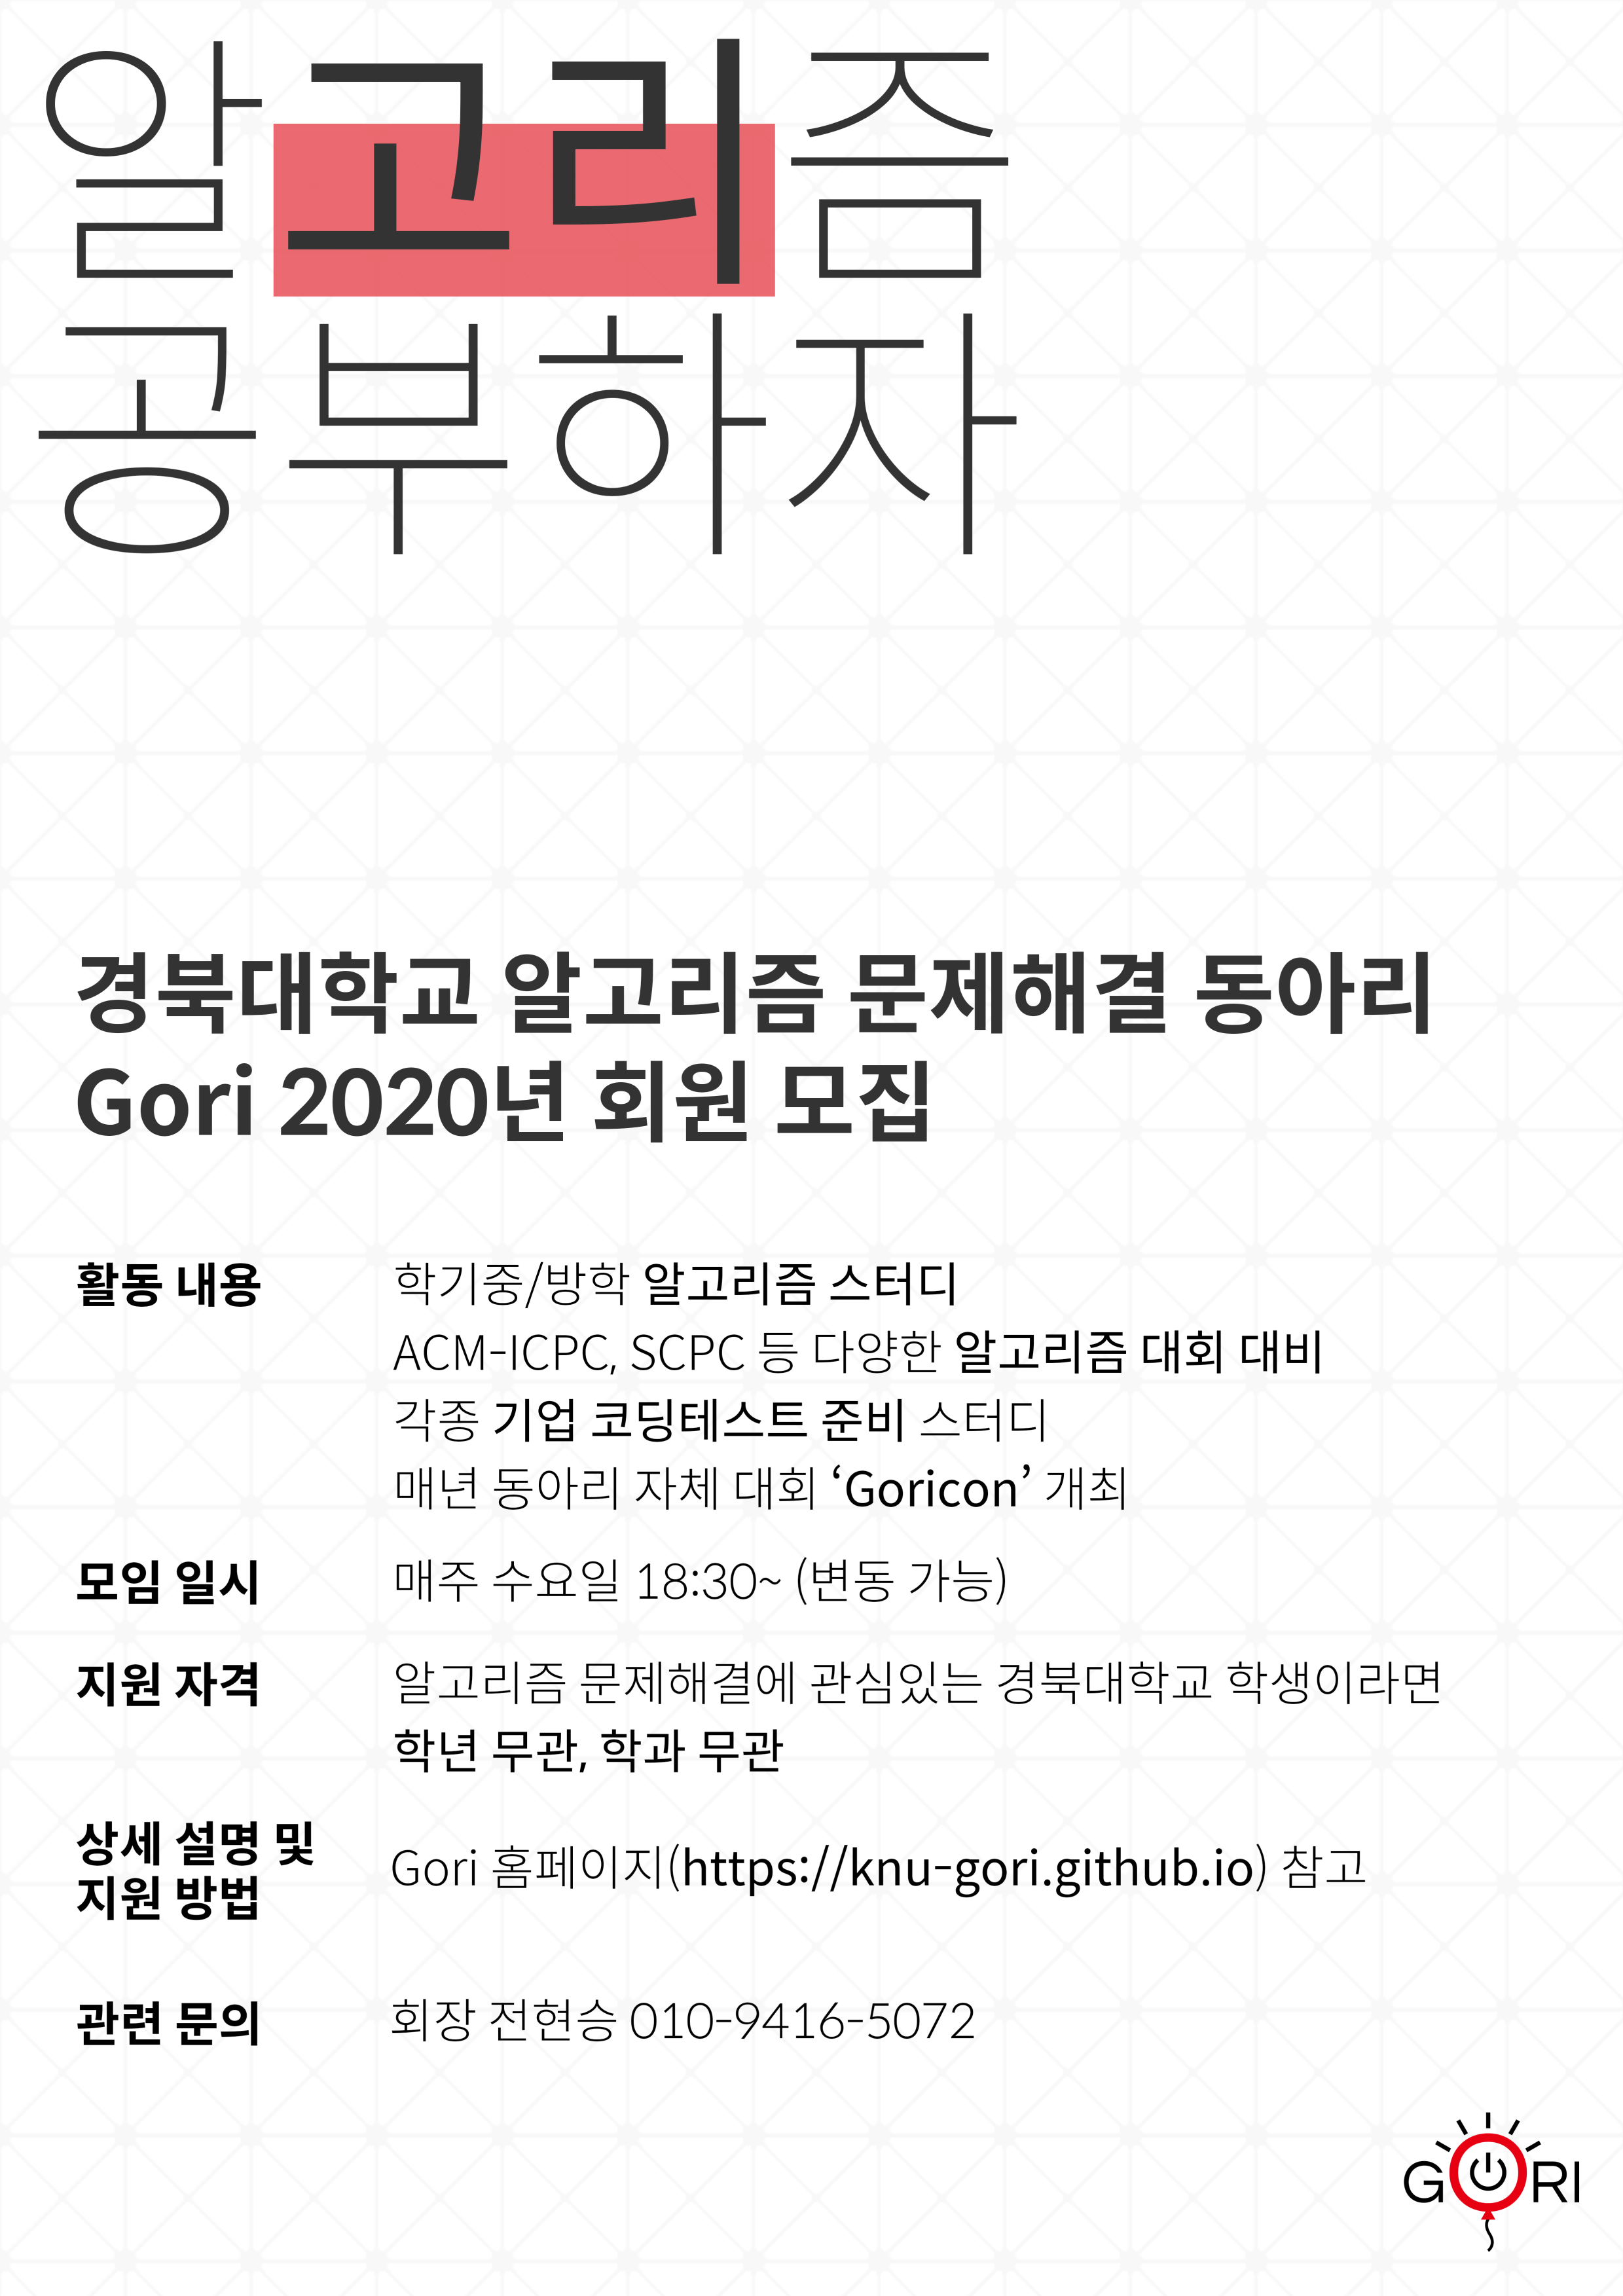 알고리즘
공부하자
경북대학교 알고리즘 문제해결 동아리
Gori 2020년 회원 모집
활동 내용
학기중/방학 알고리즘 스터디
ACM-ICPC, SCPC 등 다양한 알고리즘 대회 대비
각종 기업 코딩테스트 준비 스터디
매년 동아리 자체 대회 ‘Goricon’ 개최
모임 일시
매주 수요일 18:30~ (변동 가능)
지원 자격
알고리즘 문제해결에 관심있는 경북대학교 학생이라면
학년 무관, 학과 무관
상세 설명 및
지원 방법
Gori 홈페이지(https://knu-gori.github.io) 참고
관련 문의
회장 전현승 010-9416-5072
GORI